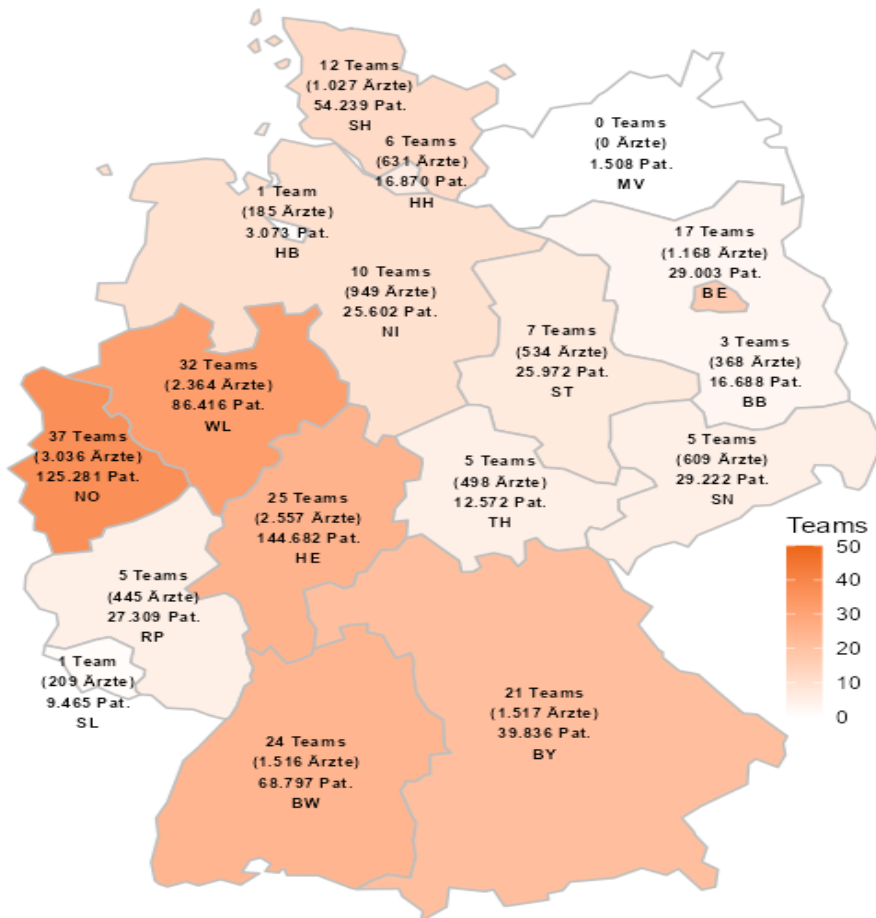 12 Teams
(1.027 Ärzte)
54.239 Pat.
SH
6 Teams
(631 Ärzte)
16.870 Pat.
HH
0 Teams
(0 Ärzte)
1.508 Pat.
MV
1 Team
(185 Ärzte)
3.073 Pat.
HB
17 Teams
(1.168 Ärzte)
29.003 Pat.
BE
10 Teams
(949 Ärzte)
25.602 Pat.
NI
7 Teams
(534 Ärzte)
25.972 Pat.
ST
3 Teams
(368 Ärzte)
16.688 Pat.
BB
32 Teams
(2.364 Ärzte)
86.416 Pat.
WL
37 Teams
(3.036 Ärzte)
125.281 Pat.
NO
5 Teams
(498 Ärzte)
12.572 Pat.
TH
5 Teams
(609 Ärzte)
29.222 Pat.
SN
25 Teams
(2.557 Ärzte)
144.682 Pat.
HE
5 Teams
(445 Ärzte)
27.309 Pat.
RP
1 Team
(209 Ärzte)
9.465 Pat.
SL
24 Teams
(1.516 Ärzte)
68.797 Pat.
BW
21 Teams
(1.517 Ärzte)
39.836 Pat.
BY
Teams
50
40
30
20
10
0